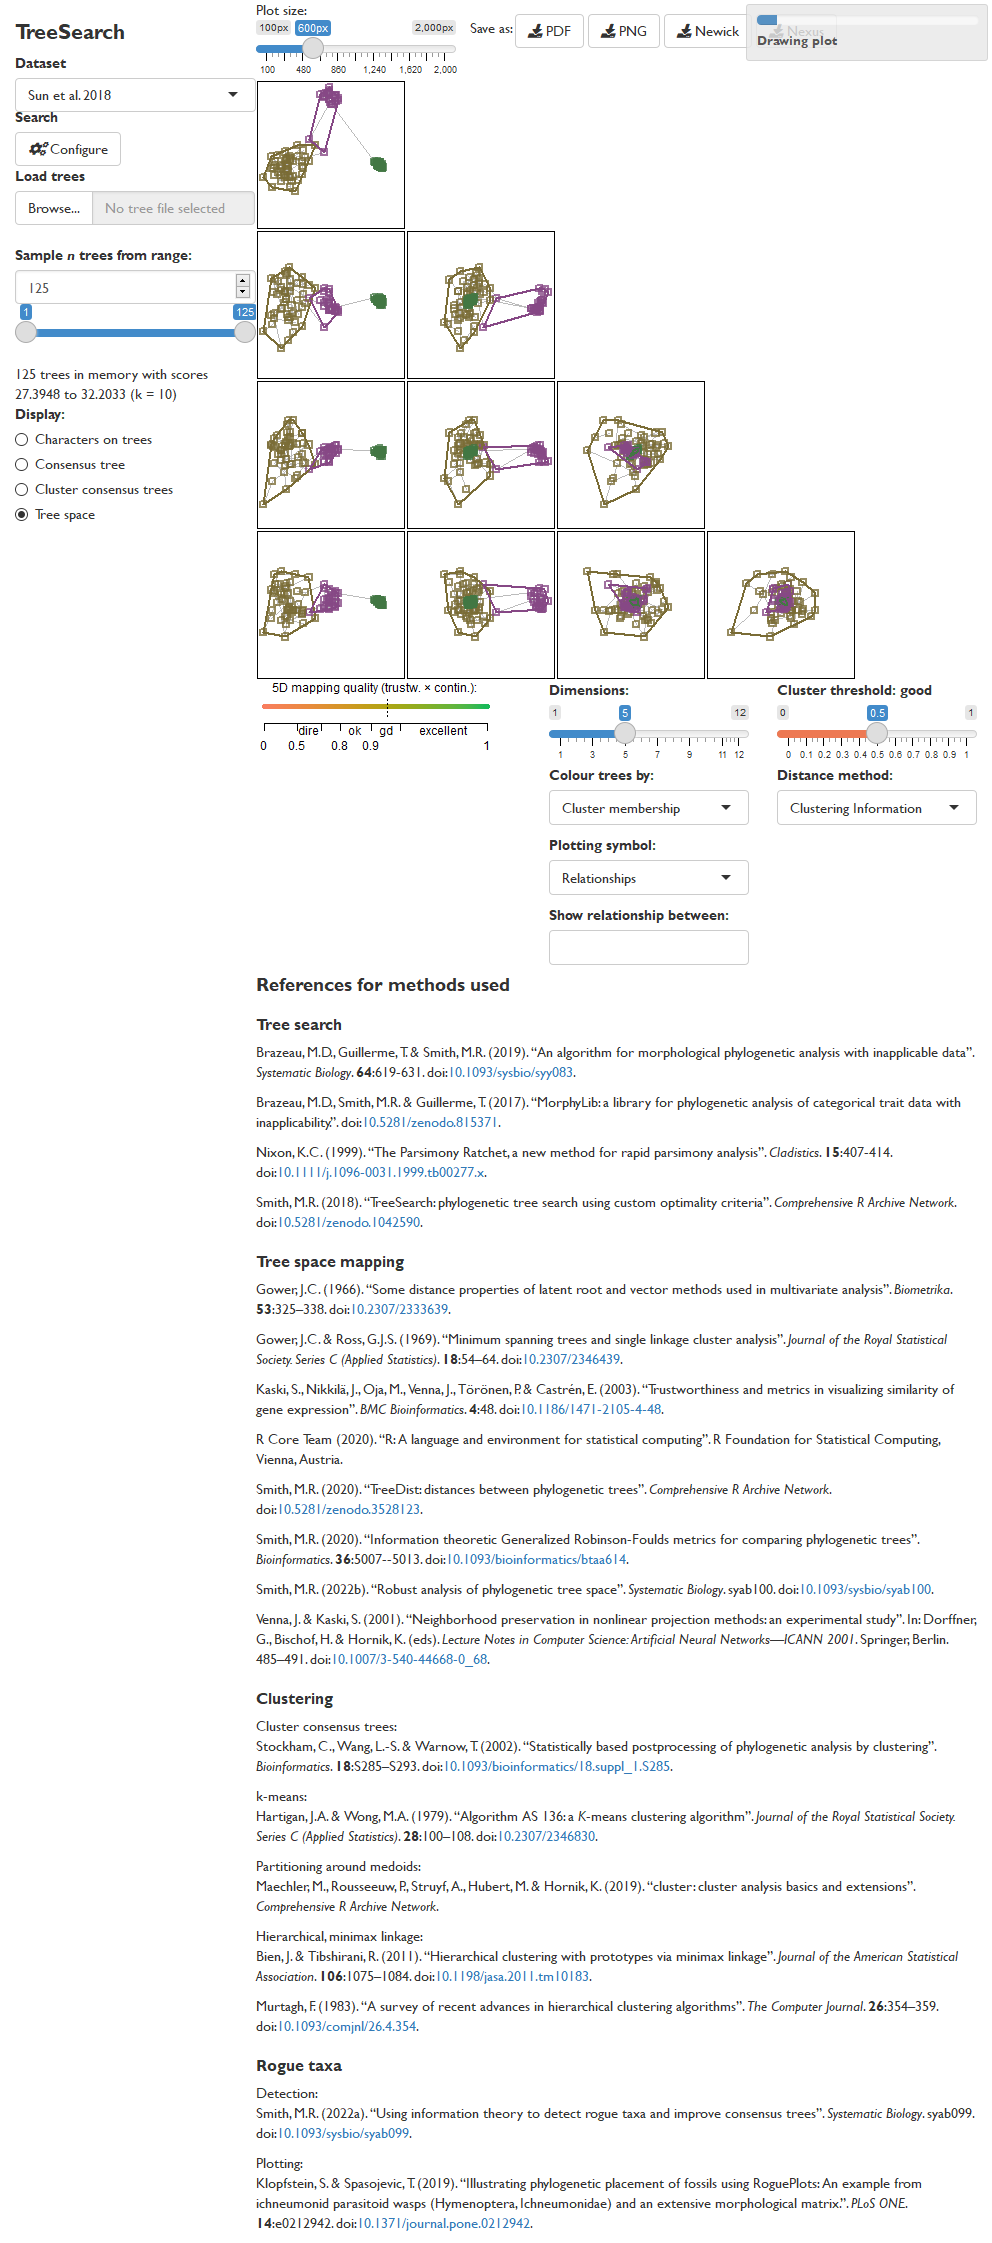 TreeSearch
Dataset
Sun et al. 2018
Search
Configure
Load trees
Browse... No tree file selected
Sample n trees from range:
125
1 125
125 trees in memory with scores
27.3948 to 32.2033 (k = 10)
Display:
Characters on trees
Consensus tree
Cluster consensus trees
Tree space
Plot size:
100px 600px 2,000px
100 480 860 1,240 1,620 2,000
Save as: PDF PNG Newick Nexus
Drawing plot
5D mapping quality (trustw. × contin.):
dire ok gd excellent
0 0.5 0.8 0.9 1
Dimensions:
1 5 12
1 3 5 7 9 11 12
Colour trees by:
Cluster membership
Plotting symbol:
Relationships
Show relationship between:
Cluster threshold: good
0 0.5 1
0 0.1 0.2 0.3 0.4 0.5 0.6 0.7 0.8 0.9 1
Distance method:
Clustering Information
References for methods used
Tree search
Brazeau, M.D., Guillerme, T. & Smith, M.R. (2019). “An algorithm for morphological phylogenetic analysis with inapplicable data”.
Systematic Biology. 64:619-631. doi:10.1093/sysbio/syy083.
Brazeau, M.D., Smith, M.R. & Guillerme, T. (2017). “MorphyLib: a library for phylogenetic analysis of categorical trait data with
inapplicability.”. doi:10.5281/zenodo.815371.
Nixon, K.C. (1999). “The Parsimony Ratchet, a new method for rapid parsimony analysis”. Cladistics. 15:407-414.
doi:10.1111/j.1096-0031.1999.tb00277.x.
Smith, M.R. (2018). “TreeSearch: phylogenetic tree search using custom optimality criteria”. Comprehensive R Archive Network.
doi:10.5281/zenodo.1042590.
Tree space mapping
Gower, J.C. (1966). “Some distance properties of latent root and vector methods used in multivariate analysis”. Biometrika.
53:325–338. doi:10.2307/2333639.
Gower, J.C. & Ross, G.J.S. (1969). “Minimum spanning trees and single linkage cluster analysis”. Journal of the Royal Statistical
Society. Series C (Applied Statistics). 18:54–64. doi:10.2307/2346439.
Kaski, S., Nikkilä, J., Oja, M., Venna, J., Törönen, P. & Castrén, E. (2003). “Trustworthiness and metrics in visualizing similarity of
gene expression”. BMC Bioinformatics. 4:48. doi:10.1186/1471-2105-4-48.
R Core Team (2020). “R: A language and environment for statistical computing”. R Foundation for Statistical Computing,
Vienna, Austria.
Smith, M.R. (2020). “TreeDist: distances between phylogenetic trees”. Comprehensive R Archive Network.
doi:10.5281/zenodo.3528123.
Smith, M.R. (2020). “Information theoretic Generalized Robinson-Foulds metrics for comparing phylogenetic trees”.
Bioinformatics. 36:5007--5013. doi:10.1093/bioinformatics/btaa614.
Smith, M.R. (2022b). “Robust analysis of phylogenetic tree space”. Systematic Biology. syab100. doi:10.1093/sysbio/syab100.
Venna, J. & Kaski, S. (2001). “Neighborhood preservation in nonlinear projection methods: an experimental study”. In: Dorffner,
G., Bischof, H. & Hornik, K. (eds). Lecture Notes in Computer Science: Artificial Neural Networks—ICANN 2001. Springer, Berlin.
485–491. doi:10.1007/3-540-44668-0_68.
Clustering
Cluster consensus trees:
Stockham, C., Wang, L.-S. & Warnow, T. (2002). “Statistically based postprocessing of phylogenetic analysis by clustering”.
Bioinformatics. 18:S285–S293. doi:10.1093/bioinformatics/18.suppl_1.S285.
k-means:
Hartigan, J.A. & Wong, M.A. (1979). “Algorithm AS 136: a K-means clustering algorithm”. Journal of the Royal Statistical Society.
Series C (Applied Statistics). 28:100–108. doi:10.2307/2346830.
Partitioning around medoids:
Maechler, M., Rousseeuw, P., Struyf, A., Hubert, M. & Hornik, K. (2019). “cluster: cluster analysis basics and extensions”.
Comprehensive R Archive Network.
Hierarchical, minimax linkage:
Bien, J. & Tibshirani, R. (2011). “Hierarchical clustering with prototypes via minimax linkage”. Journal of the American Statistical
Association. 106:1075–1084. doi:10.1198/jasa.2011.tm10183.
Murtagh, F. (1983). “A survey of recent advances in hierarchical clustering algorithms”. The Computer Journal. 26:354–359.
doi:10.1093/comjnl/26.4.354.
Rogue taxa
Detection:
Smith, M.R. (2022a). “Using information theory to detect rogue taxa and improve consensus trees”. Systematic Biology. syab099.
doi:10.1093/sysbio/syab099.
Plotting:
Klopfstein, S. & Spasojevic, T. (2019). “Illustrating phylogenetic placement of fossils using RoguePlots: An example from
ichneumonid parasitoid wasps (Hymenoptera, Ichneumonidae) and an extensive morphological matrix.”. PLoS ONE.
14:e0212942. doi:10.1371/journal.pone.0212942.